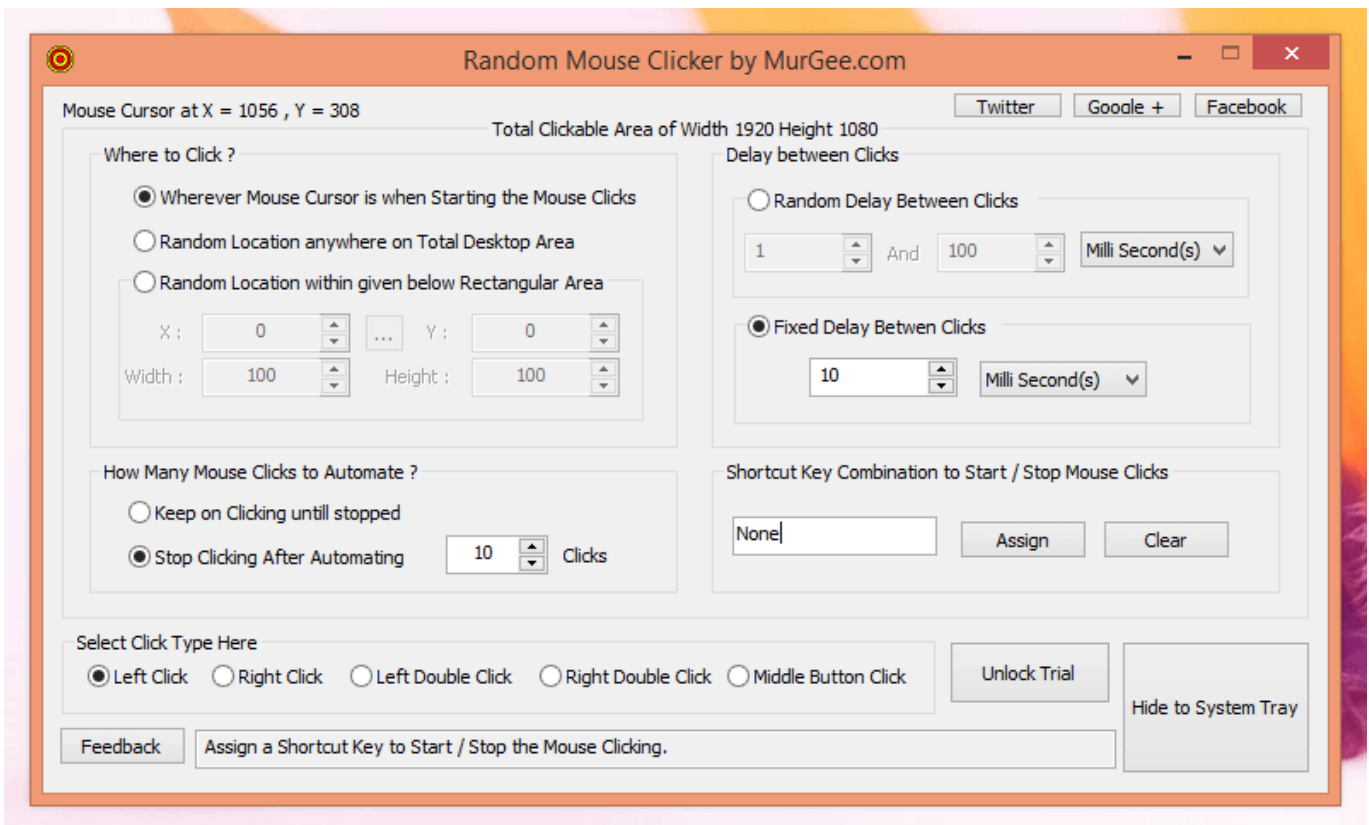 Random Mouse Clicker by MurGee.com
Mouse Cursor at X = 1056 , Y = 308
Twitter
Google +
Facebook
Total Clickable Area of Width 1920 Height 1080
Where to Click ?
Wherever Mouse Cursor is when Starting the Mouse Clicks
Random Location anywhere on Total Desktop Area
Random Location within given below Rectangular Area
X : 0 ... Y : 0
Width : 100 Height : 100
Delay between Clicks
Random Delay Between Clicks
1 And 100 Milli Second(s)
Fixed Delay Betwen Clicks
10 Milli Second(s)
How Many Mouse Clicks to Automate ?
Keep on Clicking untill stopped
Stop Clicking After Automating 10 Clicks
Shortcut Key Combination to Start / Stop Mouse Clicks
None Assign Clear
Select Click Type Here
Left Click Right Click Left Double Click Right Double Click Middle Button Click
Unlock Trial
Hide to System Tray
Feedback
Assign a Shortcut Key to Start / Stop the Mouse Clicking.